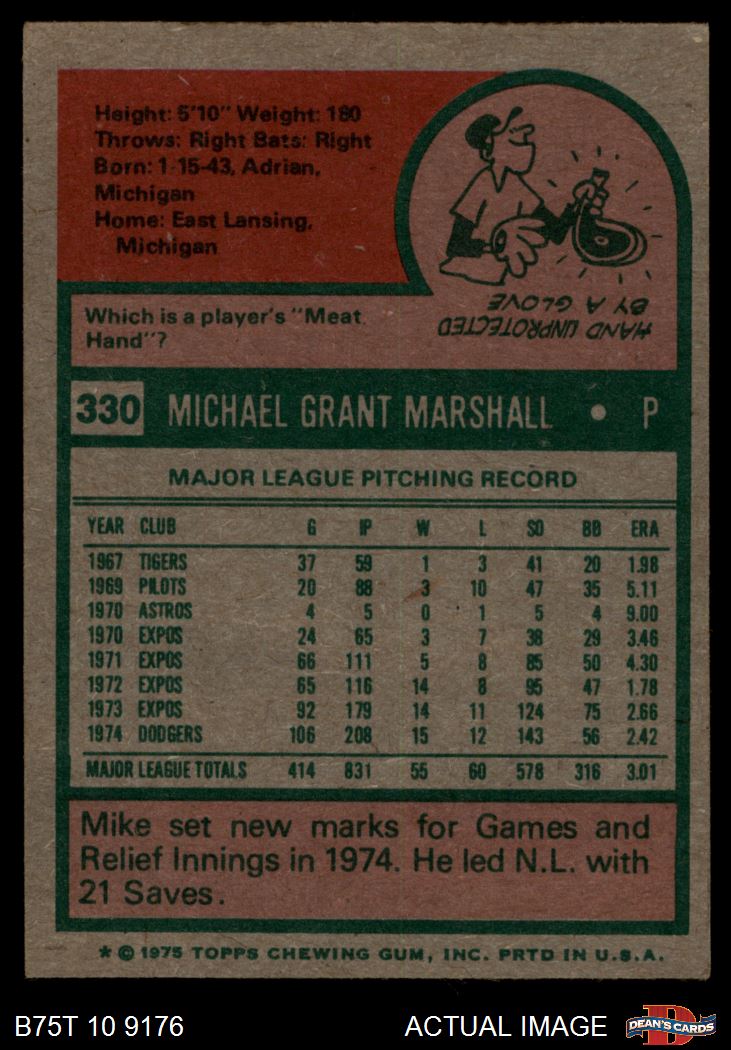 Height: 5'10" Weight: 180
Throws: Right Bats: Right
Born: 1-15-43, Adrian,
Michigan
Home: East Lansing,
Michigan
Which is a player's "Meat
Hand"?
HAND UNPROTECTED
BY A GLOVE
330 MICHAEL GRANT MARSHALL • P
MAJOR LEAGUE PITCHING RECORD
YEAR CLUB G IP W L SO BB ERA
1967 TIGERS 37 59 1 3 41 20 1.98
1969 PILOTS 20 88 3 10 47 35 5.11
1970 ASTROS 4 5 0 1 5 4 9.00
1970 EXPOS 24 65 3 7 38 29 3.46
1971 EXPOS 66 111 5 8 85 50 4.30
1972 EXPOS 65 116 14 8 95 47 1.78
1973 EXPOS 92 179 14 11 124 75 2.66
1974 DODGERS 106 208 15 12 143 56 2.42
MAJOR LEAGUE TOTALS 414 831 55 60 578 316 3.01
Mike set new marks for Games and
Relief Innings in 1974. He led N.L. with
21 Saves.
* © 1975 TOPPS CHEWING GUM, INC. PRTD IN U.S.A.
B75T 10 9176 ACTUAL IMAGE
DEAN'S CARDS